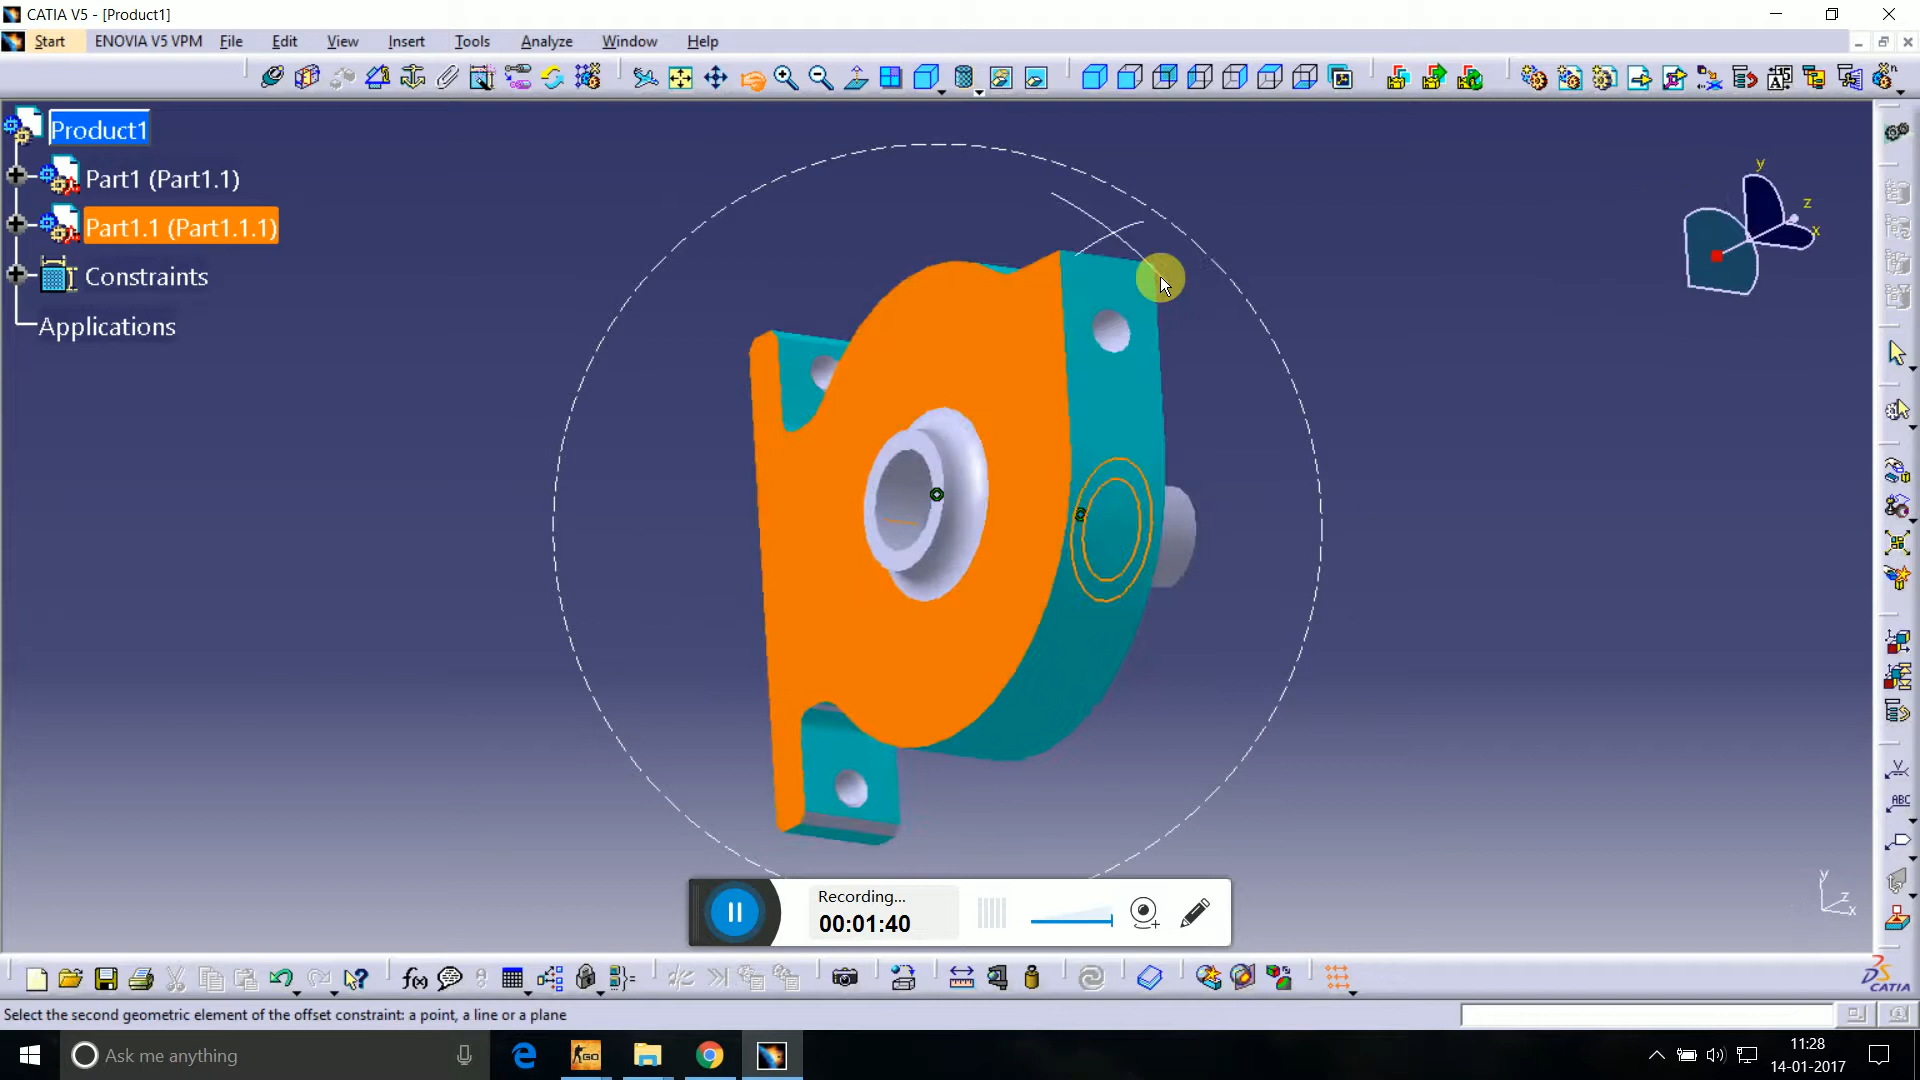 CATIA V5 - [Product1]
Start ENOVIA V5 VPM File Edit View Insert Tools Analyze Window Help
Product1
Part1 (Part1.1)
Part1.1 (Part1.1.1)
Constraints
Applications
y
z
x
Recording...
00:01:40
y
z
x
ABC
f(x)
CATIA
Select the second geometric element of the offset constraint: a point, a line or a plane
Ask me anything
GO
11:28
14-01-2017